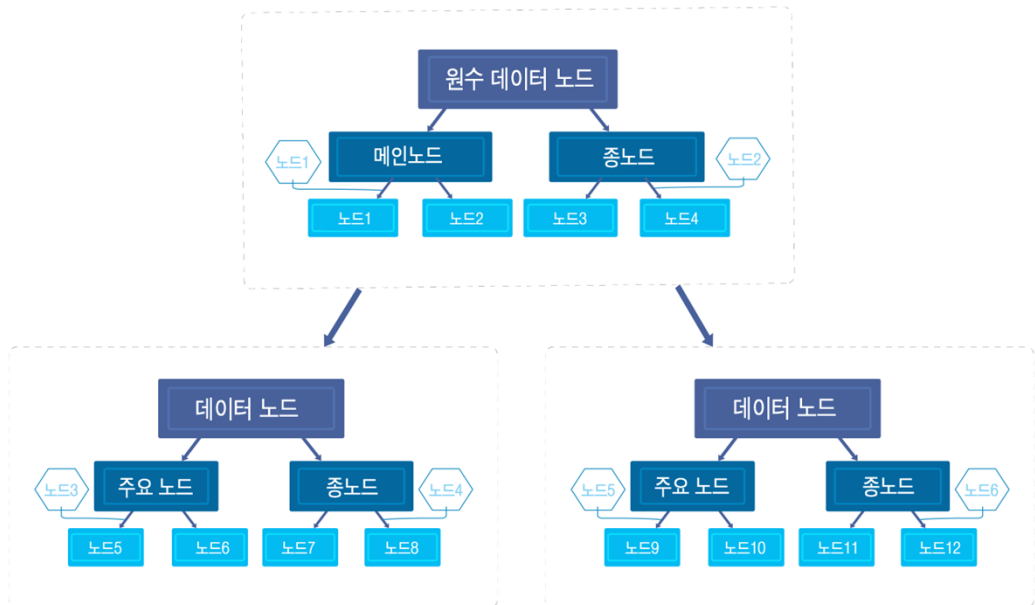 원수 데이터 노드
노드1
메인노드
종노드
노드2
노드1
노드2
노드3
노드4
데이터 노드
노드3
주요 노드
종노드
노드4
노드5
노드6
노드7
노드8
데이터 노드
노드5
주요 노드
종노드
노드6
노드9
노드10
노드11
노드12